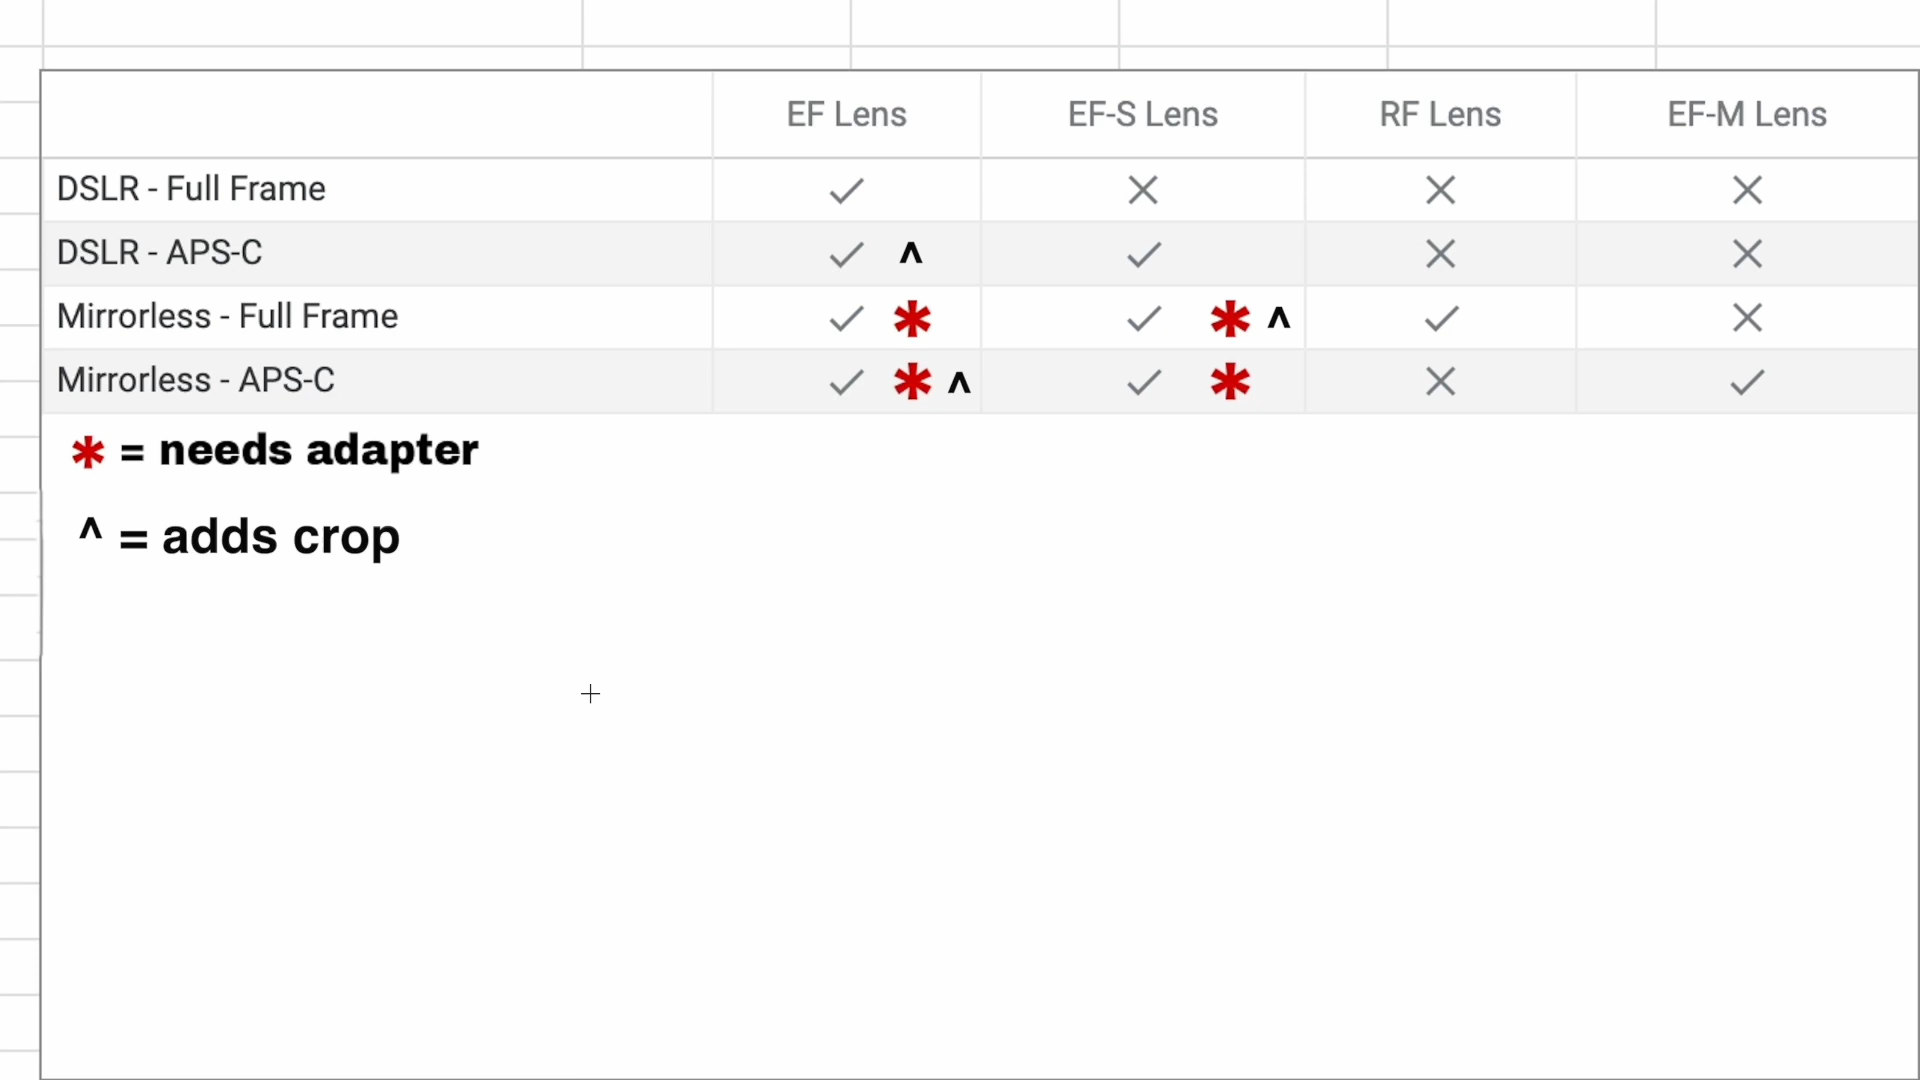 EF Lens EF-S Lens RF Lens EF-M Lens
DSLR - Full Frame ✓ ✕ ✕ ✕
DSLR - APS-C ✓ ^ ✓ ✕ ✕
Mirrorless - Full Frame ✓ * ✓ * ^ ✓ ✕
Mirrorless - APS-C ✓ * ^ ✓ * ✕ ✓
* = needs adapter
^ = adds crop